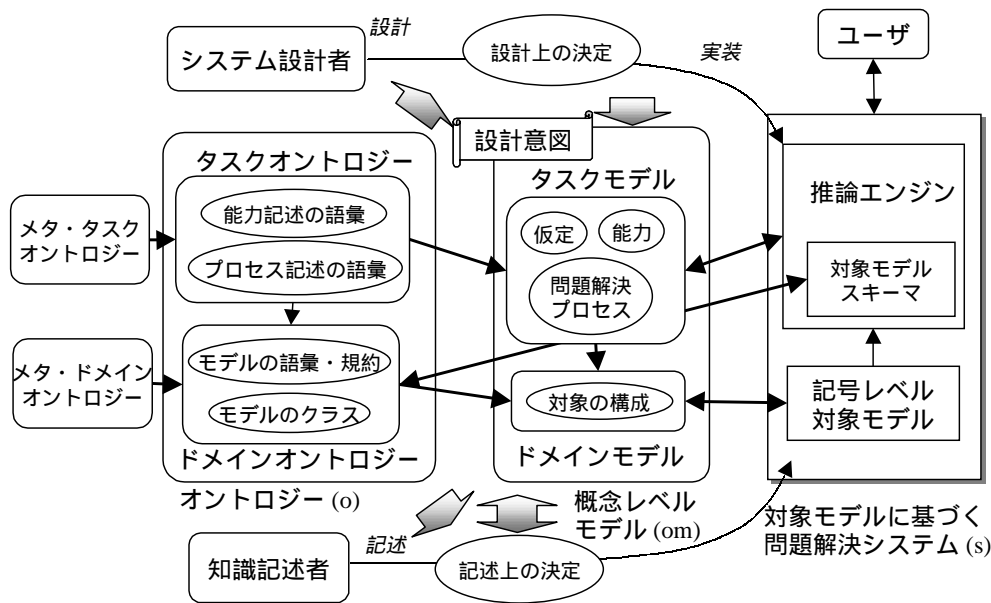 設計
システム設計者
設計上の決定
実装
ユーザ
設計意図
タスクオントロジー
能力記述の語彙
プロセス記述の語彙
メタ・タスク
オントロジー
タスクモデル
仮定
能力
問題解決
プロセス
推論エンジン
対象モデル
スキーマ
メタ・ドメイン
オントロジー
モデルの語彙・規約
モデルのクラス
ドメインオントロジー
オントロジー (o)
対象の構成
ドメインモデル
記号レベル
対象モデル
概念レベル
モデル (om)
対象モデルに基づく
問題解決システム (s)
知識記述者
記述
記述上の決定